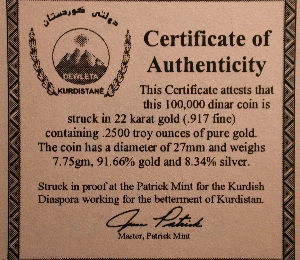 دولتی كوردستان
DEWLETA
KURDISTANÊ
Certificate of
Authenticity
This Certificate attests that
this 100,000 dinar coin is
struck in 22 karat gold (.917 fine)
containing .2500 troy ounces of pure gold.
The coin has a diameter of 27mm and weighs
7.75gm, 91.66% gold and 8.34% silver.
Struck in proof at the Patrick Mint for the Kurdish
Diaspora working for the betterment of Kurdistan.
Master, Patrick Mint